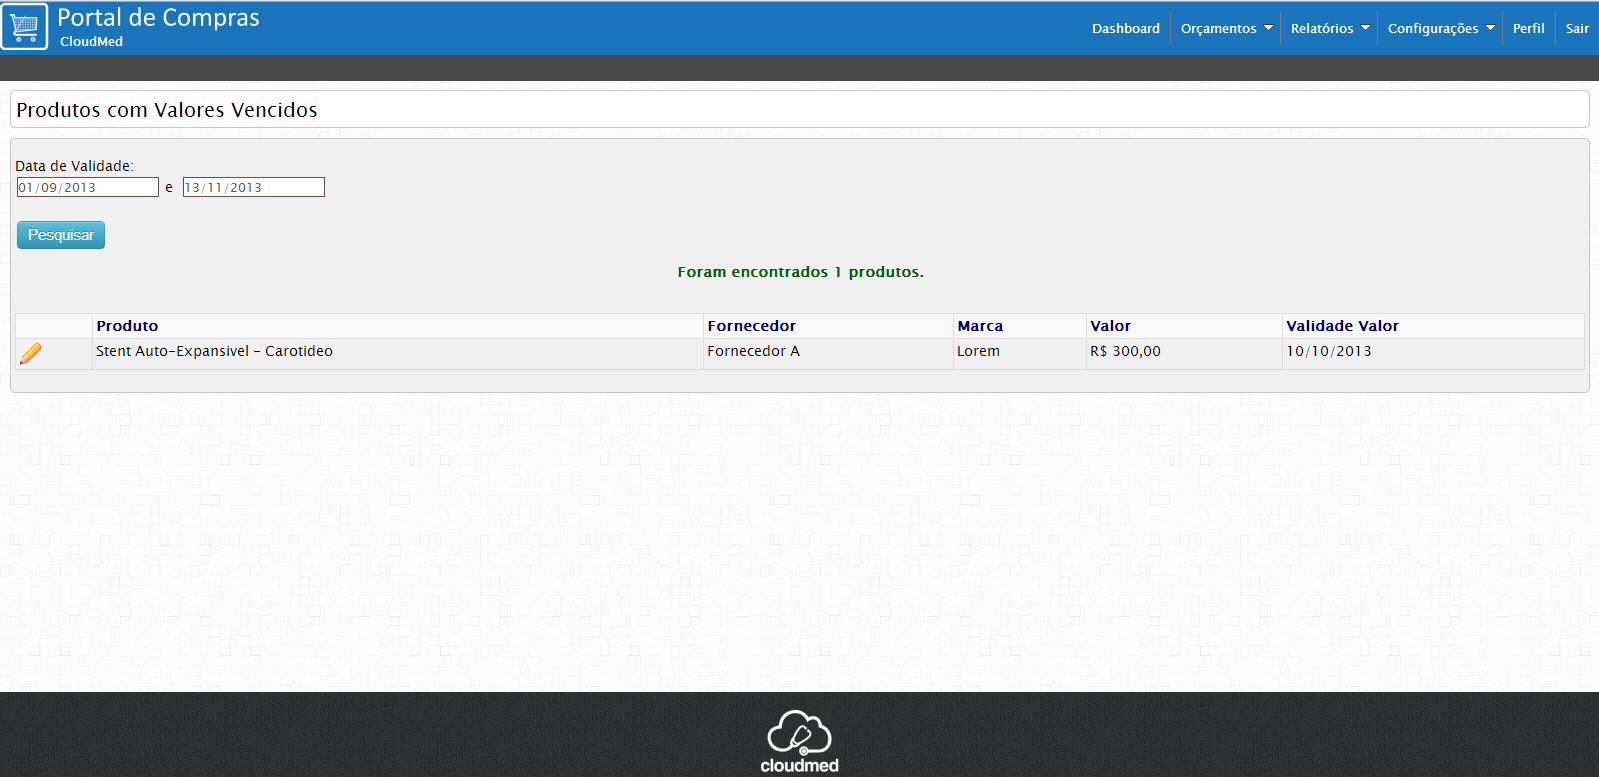 Portal de Compras
CloudMed
Dashboard Orçamentos Relatórios Configurações Perfil Sair
Produtos com Valores Vencidos
Data de Validade:
01/09/2013 e 13/11/2013
Pesquisar
Foram encontrados 1 produtos.
Produto Fornecedor Marca Valor Validade Valor
Stent Auto-Expansivel - Carotideo Fornecedor A Lorem R$ 300,00 10/10/2013
cloudmed